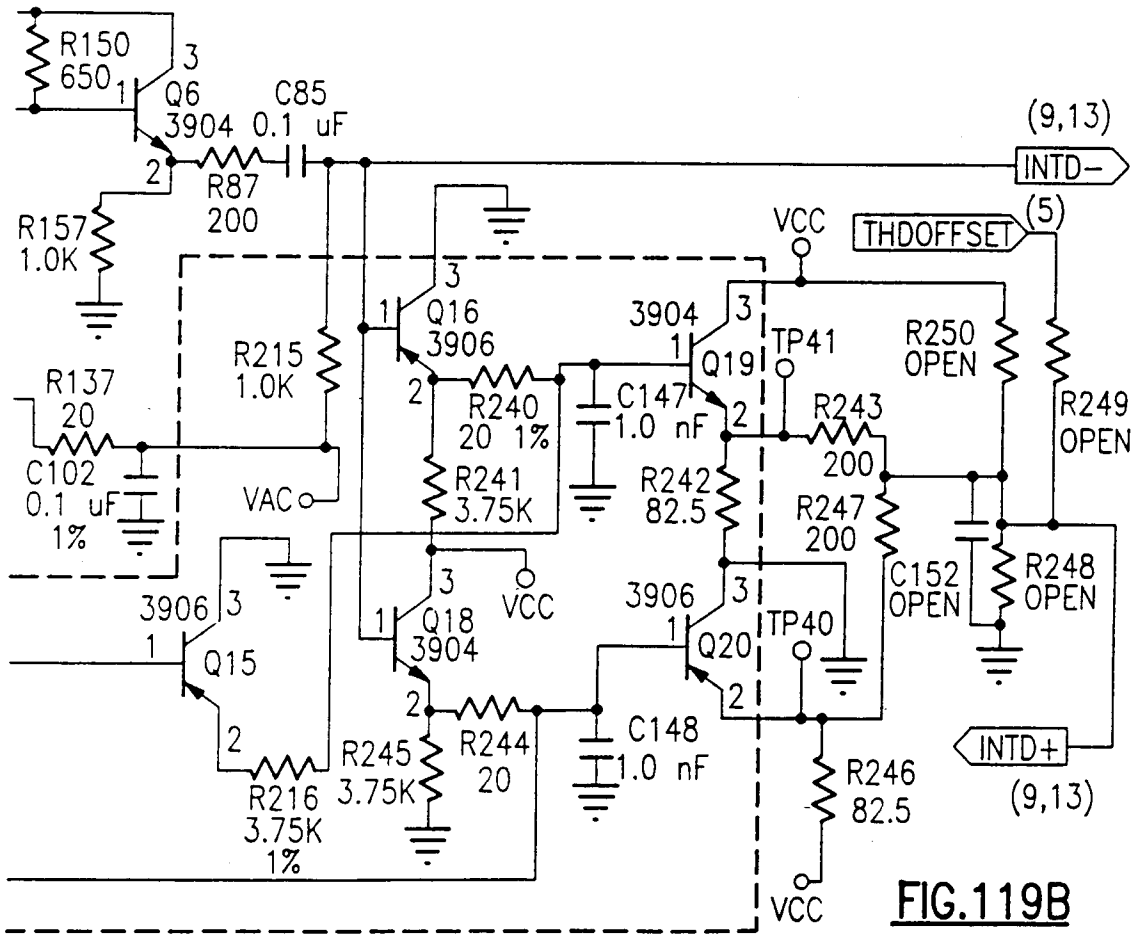 R150
650
3
1
Q6
3904
2
C85
0.1 uF
R87
200
R157
1.0K
(9,13)
INTD-
(5)
THDOFFSET
VCC
3
1
Q16
3906
2
R215
1.0K
R137
20
C102
0.1 uF
1%
VAC
R240
20 1%
R241
3.75K
C147
1.0 nF
3904
3
1
Q19
2
TP41
R243
200
R242
82.5
R250
OPEN
R249
OPEN
R247
200
C152
OPEN
R248
OPEN
3906
3
1
Q15
2
R216
3.75K
1%
VCC
3
1
Q18
3904
2
R245
3.75K
R244
20
C148
1.0 nF
3906
3
1
Q20
2
TP40
R246
82.5
VCC
INTD+
(9,13)
FIG.119B